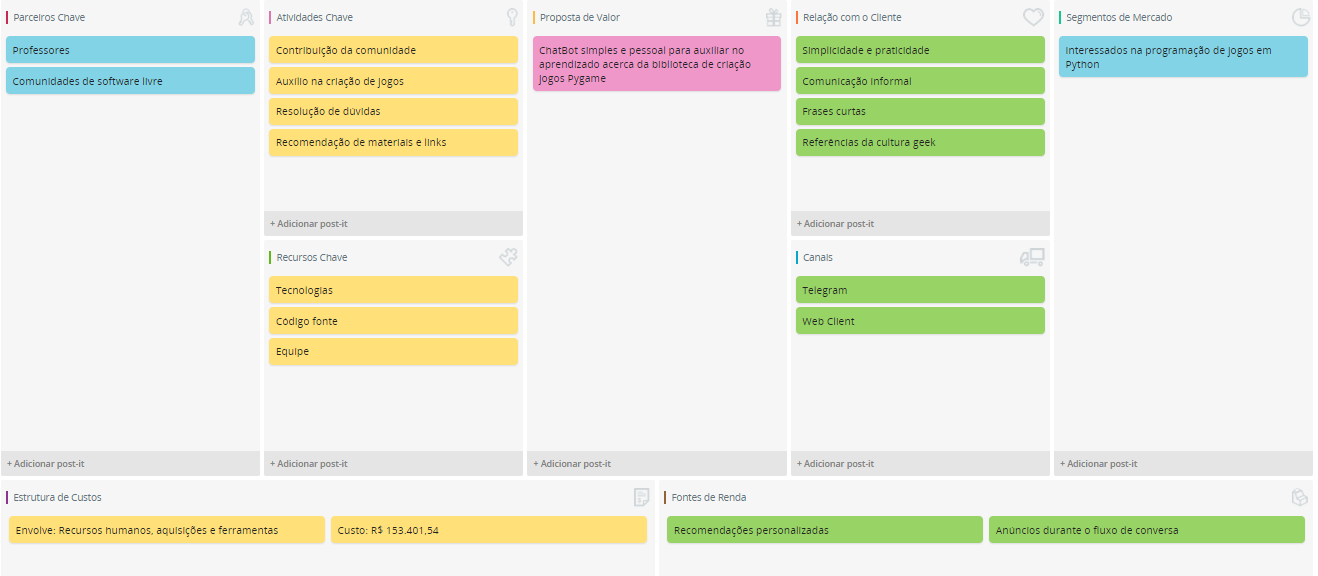 Parceiros Chave
Professores
Comunidades de software livre
+ Adicionar post-it
Atividades Chave
Contribuição da comunidade
Auxílio na criação de jogos
Resolução de dúvidas
Recomendação de materiais e links
+ Adicionar post-it
Recursos Chave
Tecnologias
Código fonte
Equipe
+ Adicionar post-it
Proposta de Valor
ChatBot simples e pessoal para auxiliar no
aprendizado acerca da biblioteca de criação
jogos Pygame
+ Adicionar post-it
Relação com o Cliente
Simplicidade e praticidade
Comunicação informal
Frases curtas
Referências da cultura geek
+ Adicionar post-it
Canais
Telegram
Web Client
+ Adicionar post-it
Segmentos de Mercado
Interessados na programação de jogos em
Python
+ Adicionar post-it
Estrutura de Custos
Envolve: Recursos humanos, aquisições e ferramentas
Custo: R$ 153.401,54
Fontes de Renda
Recomendações personalizadas
Anúncios durante o fluxo de conversa